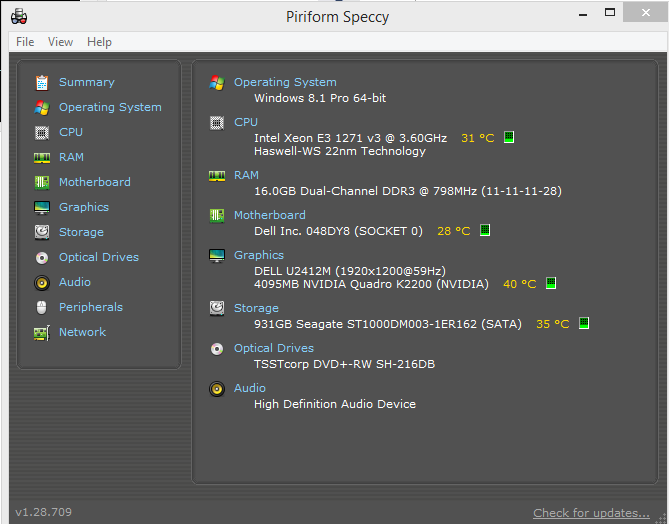 Piriform Speccy
File View Help
Summary
Operating System
CPU
RAM
Motherboard
Graphics
Storage
Optical Drives
Audio
Peripherals
Network
Operating System
Windows 8.1 Pro 64-bit
CPU
Intel Xeon E3 1271 v3 @ 3.60GHz 31 °C
Haswell-WS 22nm Technology
RAM
16.0GB Dual-Channel DDR3 @ 798MHz (11-11-11-28)
Motherboard
Dell Inc. 048DY8 (SOCKET 0) 28 °C
Graphics
DELL U2412M (1920x1200@59Hz)
4095MB NVIDIA Quadro K2200 (NVIDIA) 40 °C
Storage
931GB Seagate ST1000DM003-1ER162 (SATA) 35 °C
Optical Drives
TSSTcorp DVD+-RW SH-216DB
Audio
High Definition Audio Device
v1.28.709
Check for updates...